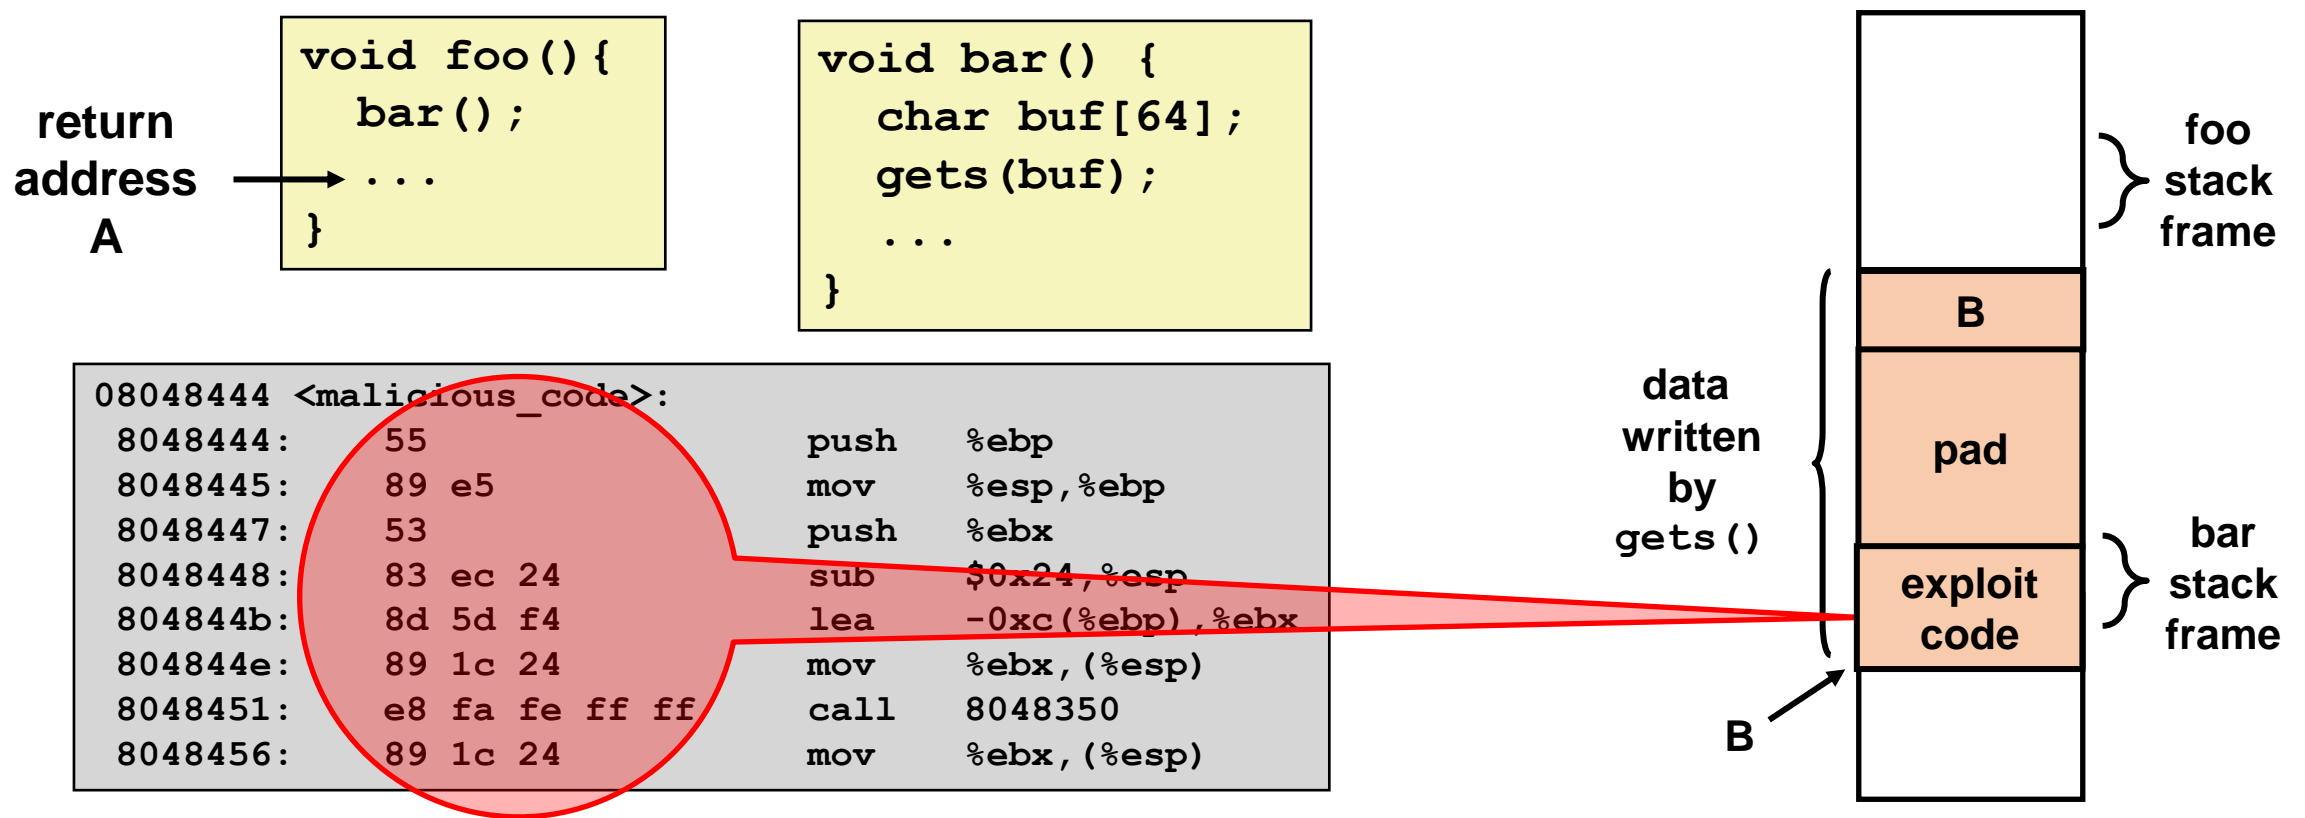 return
address
A
void foo(){
bar();
...
}
void bar() {
char buf[64];
gets(buf);
...
}
foo
stack
frame
B
data
written
by
gets()
pad
exploit
code
bar
stack
frame
B
08048444 <malicious_code>:
8048444: 55 push %ebp
8048445: 89 e5 mov %esp,%ebp
8048447: 53 push %ebx
8048448: 83 ec 24 sub $0x24,%esp
804844b: 8d 5d f4 lea -0xc(%ebp),%ebx
804844e: 89 1c 24 mov %ebx,(%esp)
8048451: e8 fa fe ff ff call 8048350
8048456: 89 1c 24 mov %ebx,(%esp)